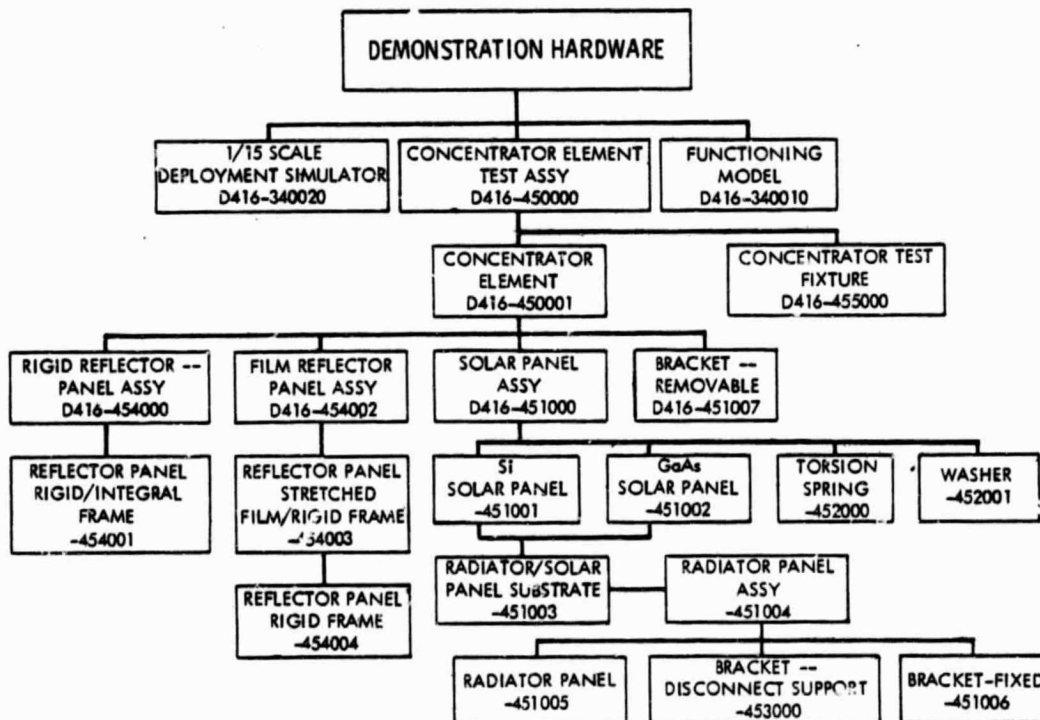 DEMONSTRATION HARDWARE
1/15 SCALE
DEPLOYMENT SIMULATOR
D416-340020
CONCENTRATOR ELEMENT
TEST ASSY
D416-450000
FUNCTIONING
MODEL
D416-340010
CONCENTRATOR
ELEMENT
D416-450001
CONCENTRATOR TEST
FIXTURE
D416-455000
RIGID REFLECTOR --
PANEL ASSY
D416-454000
FILM REFLECTOR
PANEL ASSY
D416-454002
SOLAR PANEL
ASSY
D416-451000
BRACKET --
REMOVABLE
D416-451007
REFLECTOR PANEL
RIGID/INTEGRAL
FRAME
-454001
REFLECTOR PANEL
STRETCHED
FILM/RIGID FRAME
-454003
Si
SOLAR PANEL
-451001
GaAs
SOLAR PANEL
-451002
TORSION
SPRING
-452000
WASHER
-452001
REFLECTOR PANEL
RIGID FRAME
-454004
RADIATOR/SOLAR
PANEL SUBSTRATE
-451003
RADIATOR PANEL
ASSY
-451004
RADIATOR PANEL
-451005
BRACKET --
DISCONNECT SUPPORT
-453000
BRACKET-FIXED
-451006